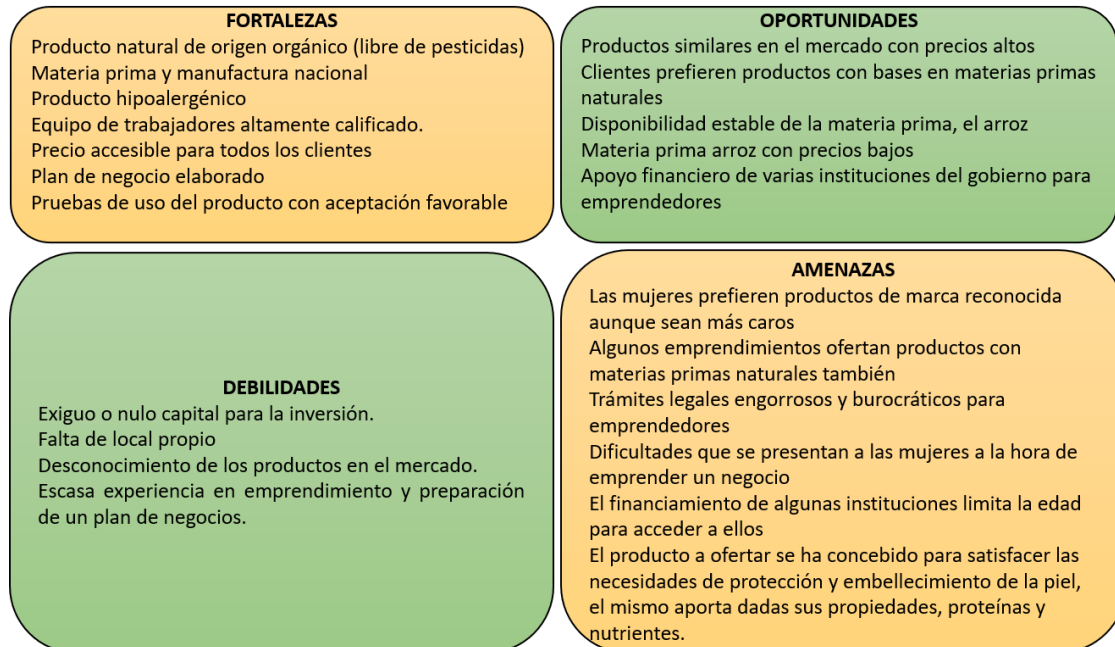 FORTALEZAS
Producto natural de origen orgánico (libre de pesticidas)
Materia prima y manufactura nacional
Producto hipoalergénico
Equipo de trabajadores altamente calificado.
Precio accesible para todos los clientes
Plan de negocio elaborado
Pruebas de uso del producto con aceptación favorable
OPORTUNIDADES
Productos similares en el mercado con precios altos
Clientes prefieren productos con bases en materias primas
naturales
Disponibilidad estable de la materia prima, el arroz
Materia prima arroz con precios bajos
Apoyo financiero de varias instituciones del gobierno para
emprendedores
DEBILIDADES
Exiguo o nulo capital para la inversión.
Falta de local propio
Desconocimiento de los productos en el mercado.
Escasa experiencia en emprendimiento y preparación
de un plan de negocios.
AMENAZAS
Las mujeres prefieren productos de marca reconocida
aunque sean más caros
Algunos emprendimientos ofertan productos con
materias primas naturales también
Trámites legales engorrosos y burocráticos para
emprendedores
Dificultades que se presentan a las mujeres a la hora de
emprender un negocio
El financiamiento de algunas instituciones limita la edad
para acceder a ellos
El producto a ofertar se ha concebido para satisfacer las
necesidades de protección y embellecimiento de la piel,
el mismo aporta dadas sus propiedades, proteínas y
nutrientes.